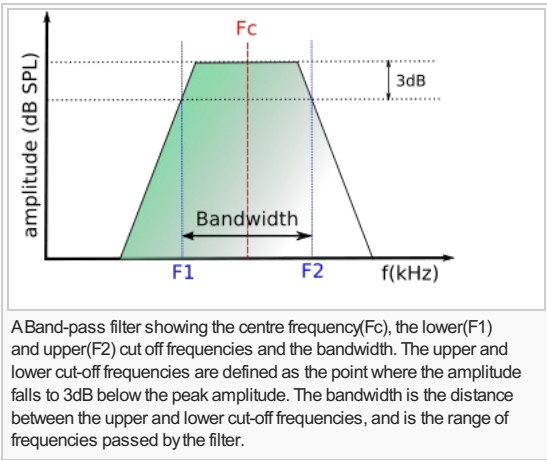 Fc
amplitude (dB SPL)
3dB
Bandwidth
F1
F2
f(kHz)
A Band-pass filter showing the centre frequency(Fc), the lower(F1)
and upper(F2) cut off frequencies and the bandwidth. The upper and
lower cut-off frequencies are defined as the point where the amplitude
falls to 3dB below the peak amplitude. The bandwidth is the distance
between the upper and lower cut-off frequencies, and is the range of
frequencies passed by the filter.